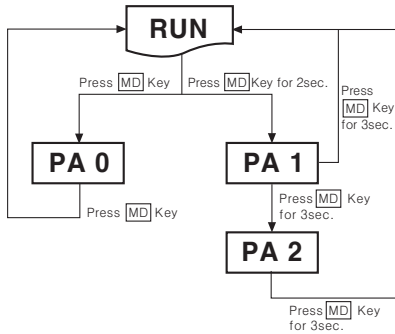 RUN
Press MD Key
Press MD Key for 2sec.
Press
MD Key
for 3sec.
PA 0
PA 1
Press MD Key
Press MD Key
for 3sec.
PA 2
Press MD Key
for 3sec.